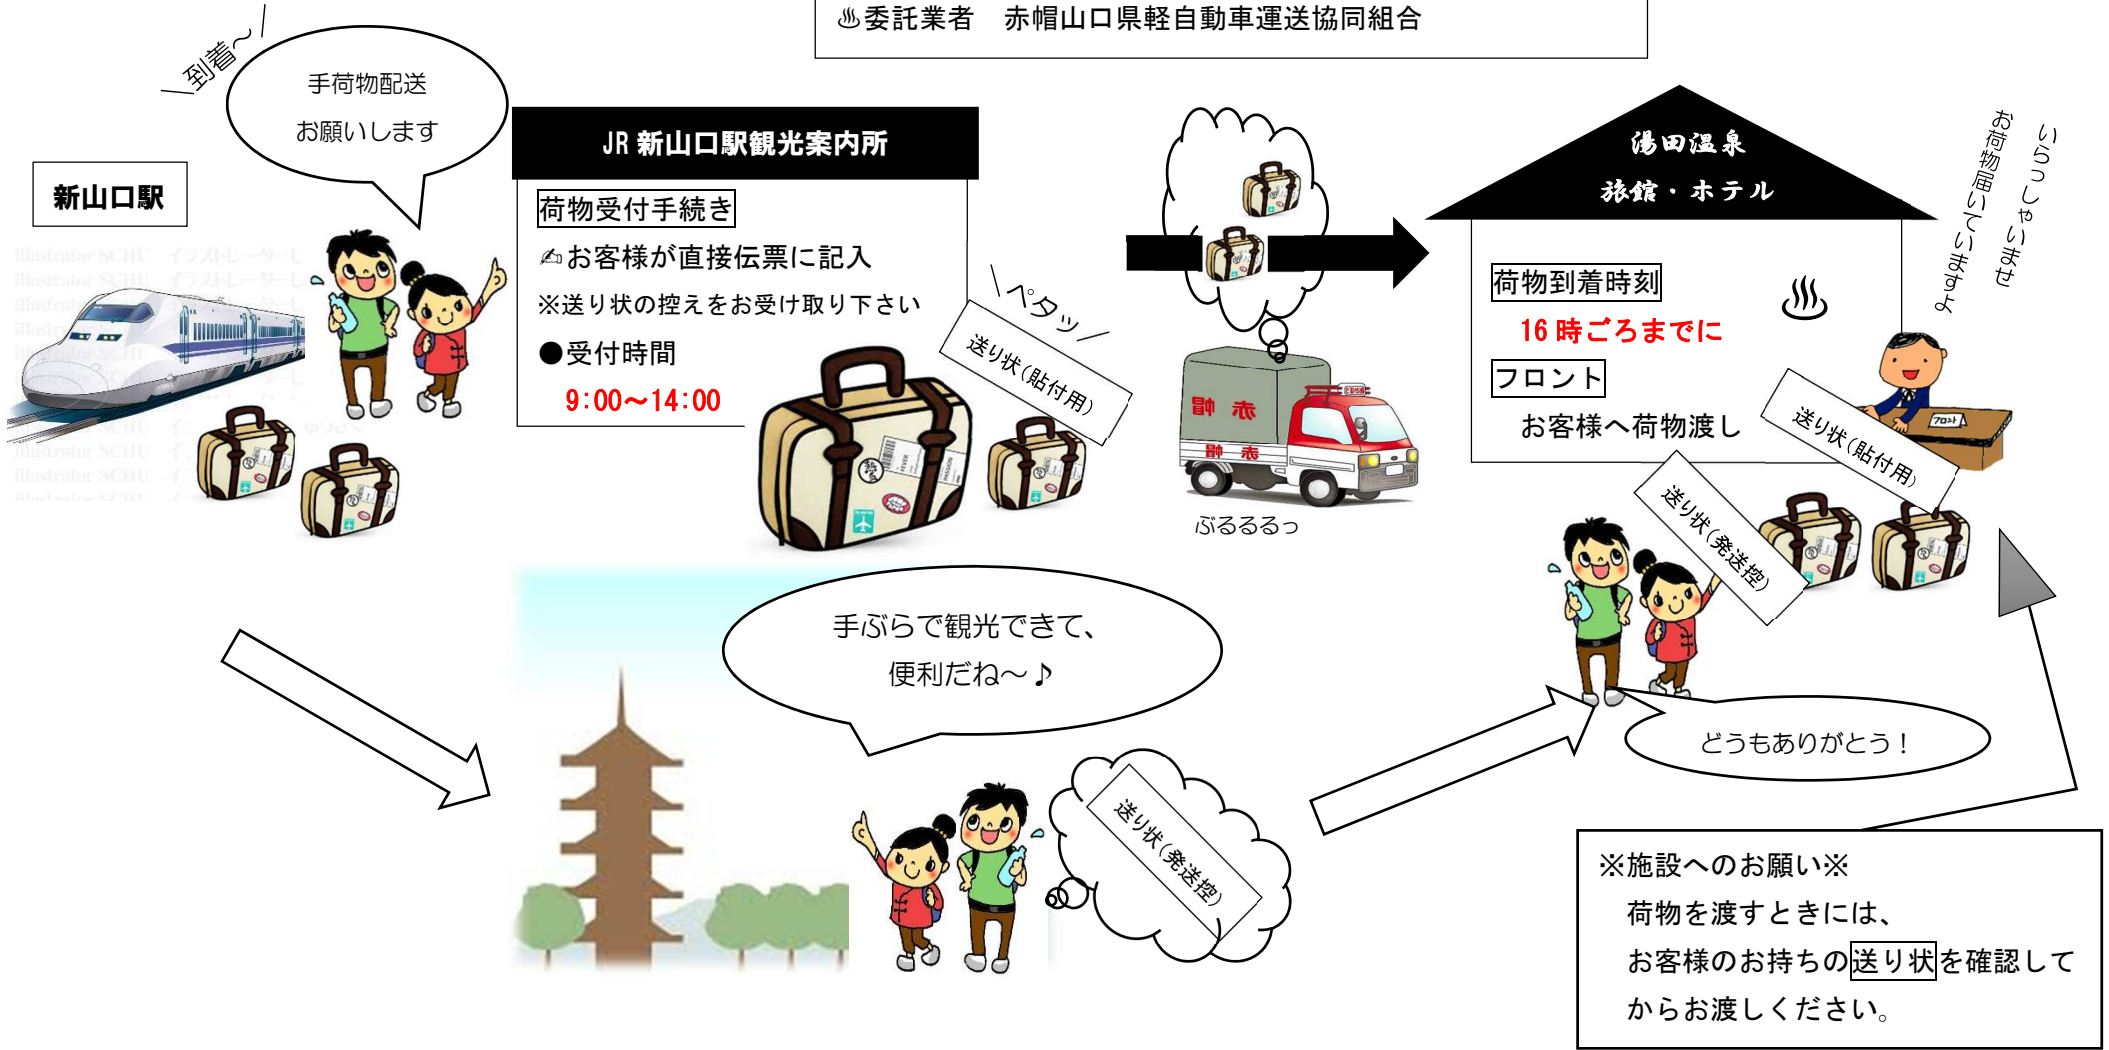 ♨委託業者 赤帽山口県軽自動車運送協同組合
\到着~/
手荷物配送
お願いします
新山口駅
JR 新山口駅観光案内所
荷物受付手続き
✍お客様が直接伝票に記入
※送り状の控えをお受け取り下さい
●受付時間
9:00~14:00
\ペタッ/
送り状(貼付用)
赤帽
赤帽
ぶるるるっ
湯田温泉
旅館・ホテル
荷物到着時刻
16 時ごろまでに
♨
フロント
お客様へ荷物渡し
いらっしゃいませ
お荷物届いていますよ
フロント
送り状(貼付用)
送り状(発送控)
手ぶらで観光できて、
便利だね~♪
送り状(発送控)
どうもありがとう!
※施設へのお願い※
荷物を渡すときには、
お客様のお持ちの送り状を確認して
からお渡しください。